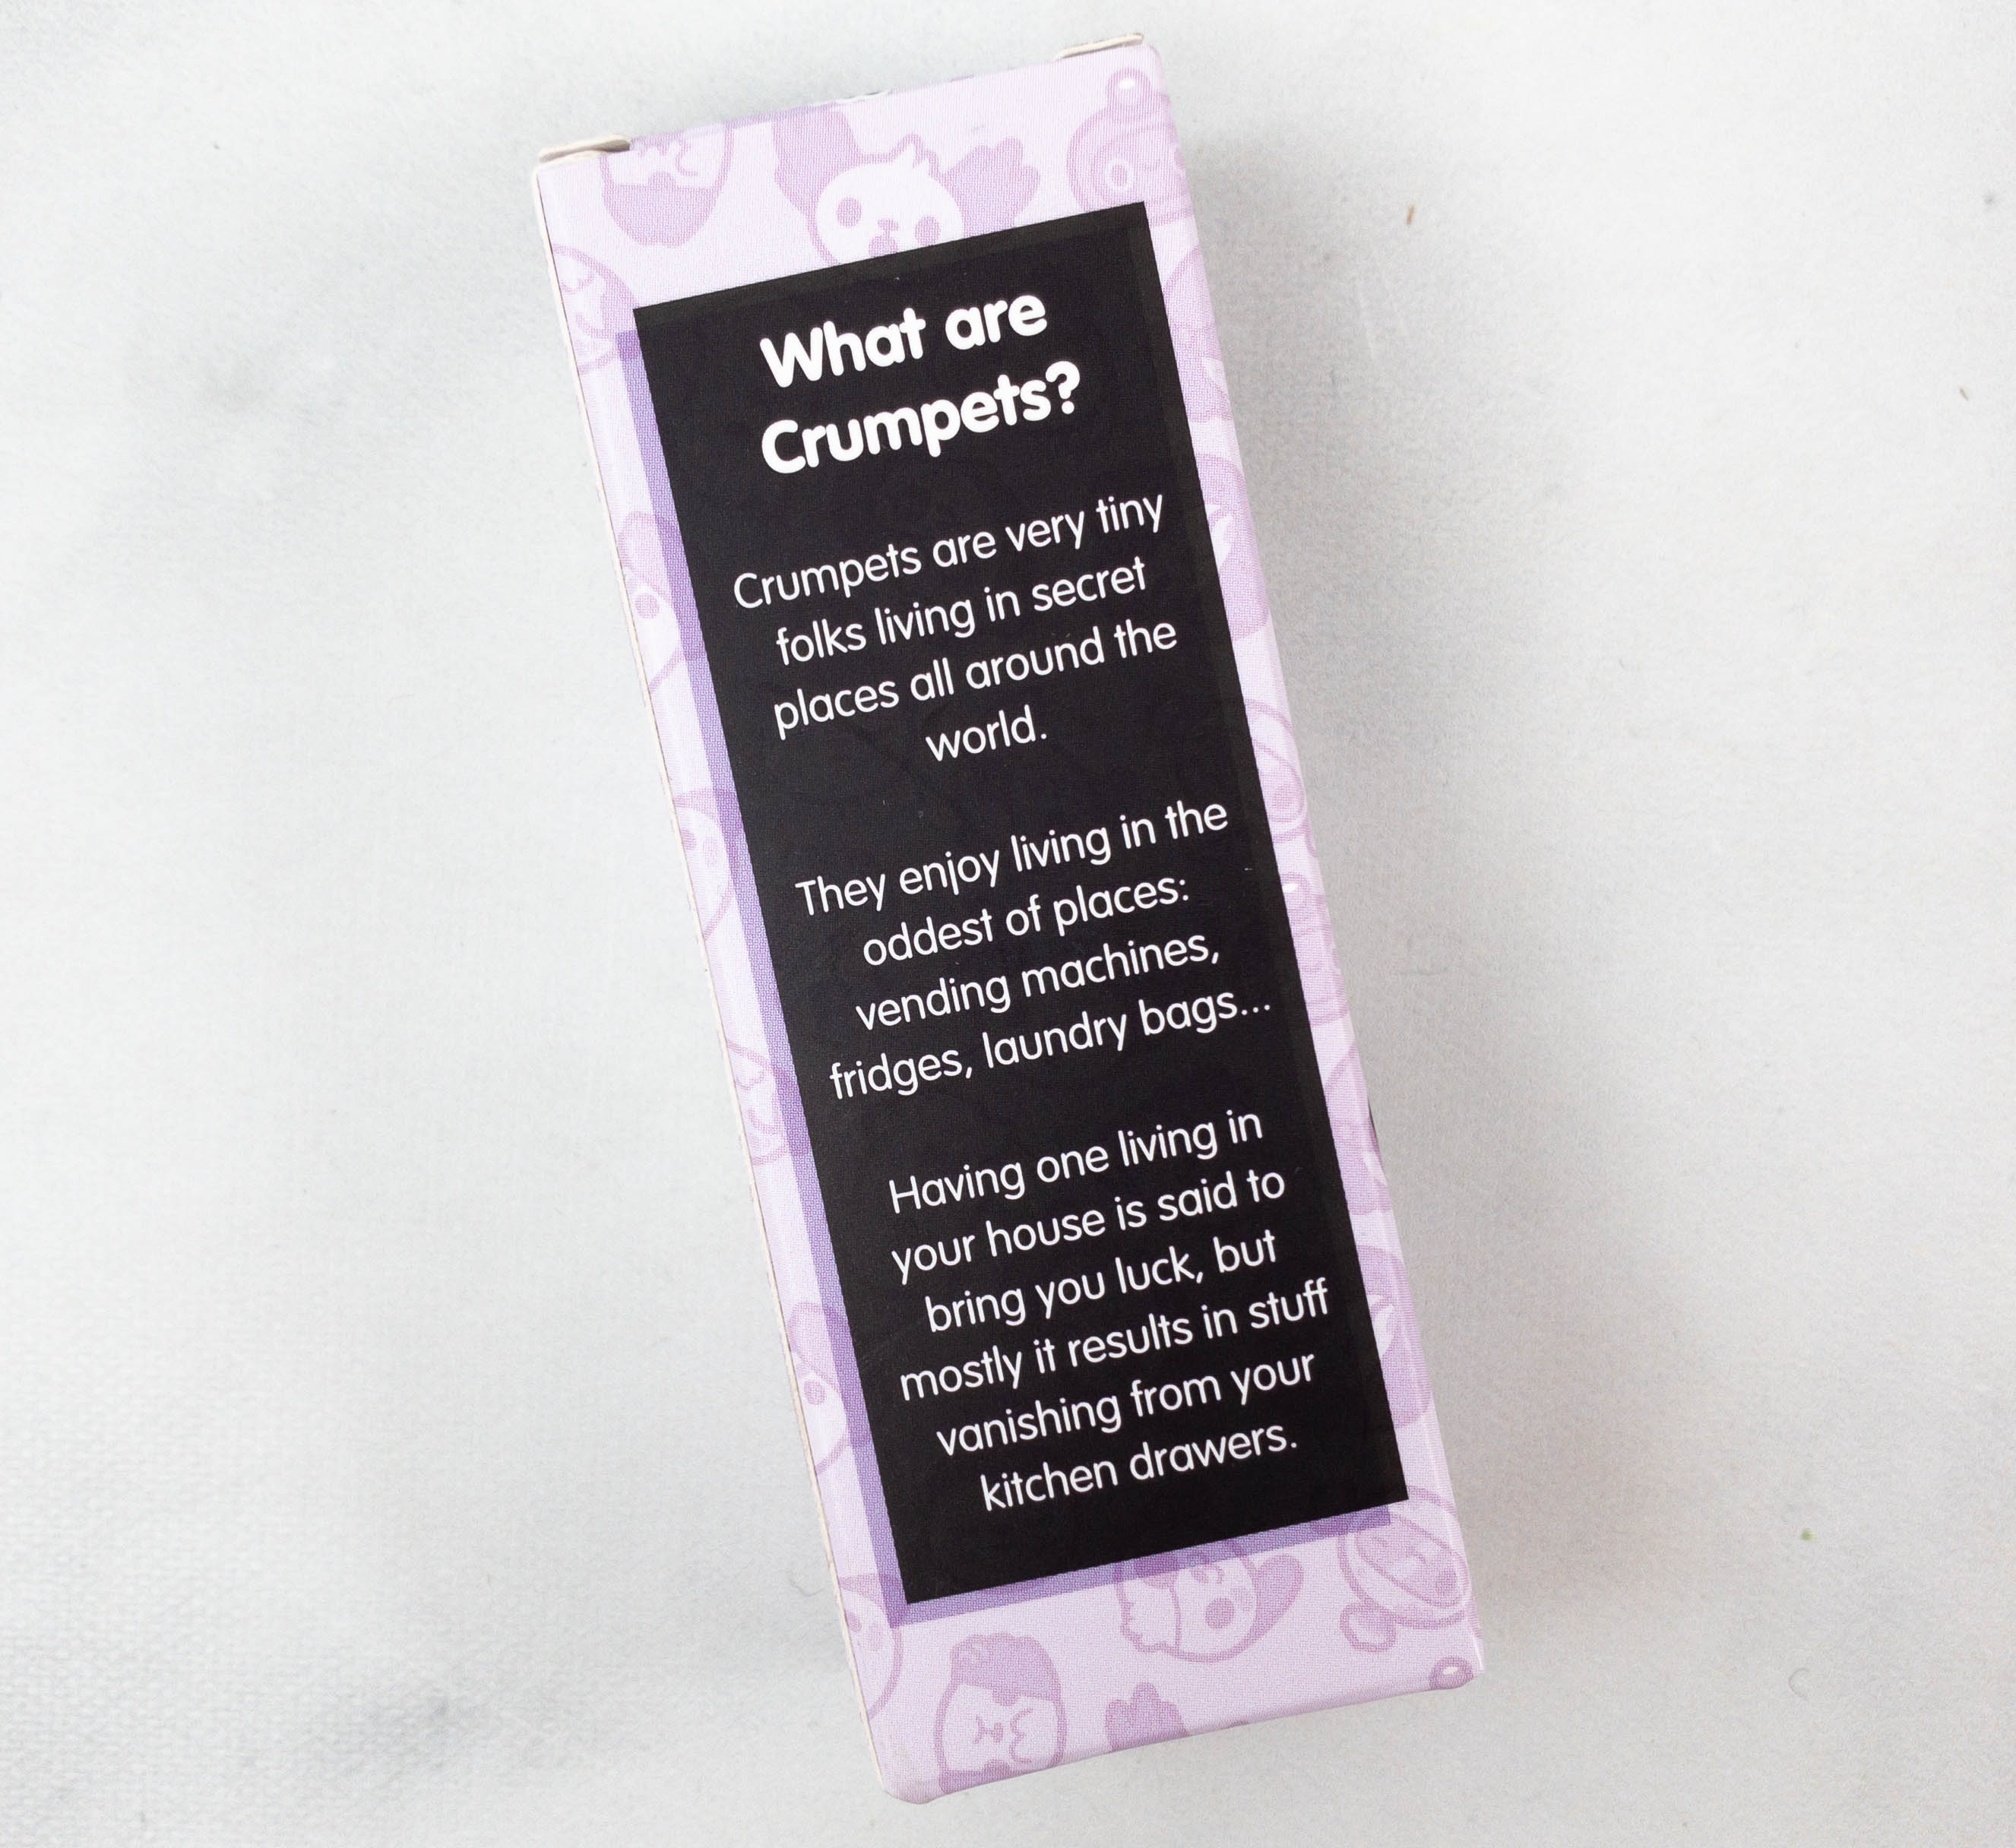 What are
Crumpets?
Crumpets are very tiny
folks living in secret
places all around the
world.
They enjoy living in the
oddest of places:
vending machines,
fridges, laundry bags...
Having one living in
your house is said to
bring you luck, but
mostly it results in stuff
vanishing from your
kitchen drawers.